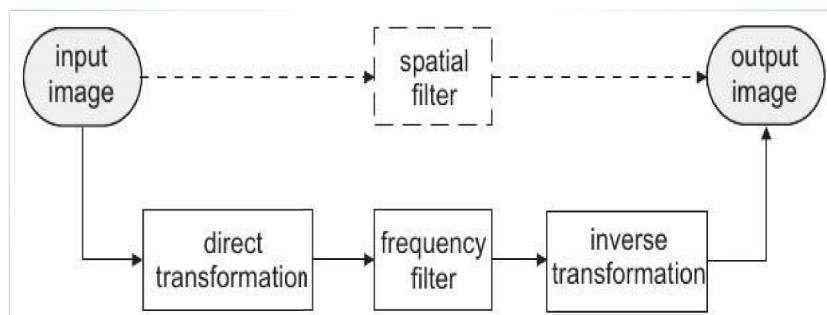 input
image
spatial
filter
output
image
direct
transformation
frequency
filter
inverse
transformation